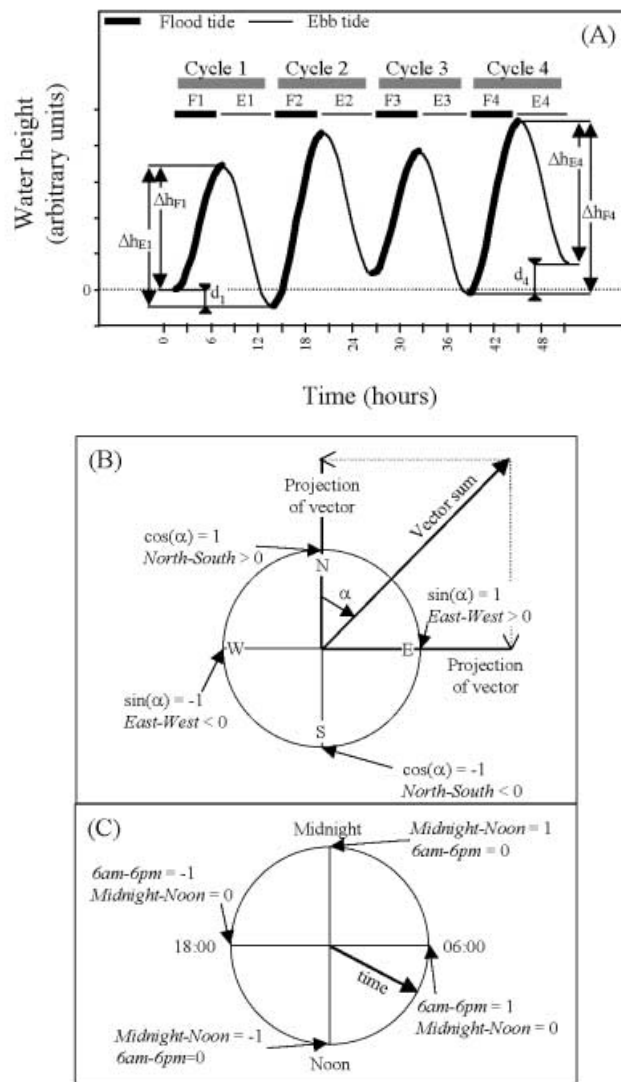 Flood tide Ebb tide
(A)
Cycle 1 Cycle 2 Cycle 3 Cycle 4
F1 E1 F2 E2 F3 E3 F4 E4
Water height
(arbitrary units)
ΔhF1
ΔhE1
ΔhE4
ΔhF4
d1
d4
0
0 6 12 18 24 30 36 42 48
Time (hours)
(B)
Projection
of vector
Vector sum
cos(α) = 1
North-South > 0
N
α
sin(α) = 1
East-West > 0
W
E
Projection
of vector
sin(α) = -1
East-West < 0
S
cos(α) = -1
North-South < 0
(C)
Midnight
Midnight-Noon = 1
6am-6pm = 0
6am-6pm = -1
Midnight-Noon = 0
18:00
06:00
time
6am-6pm = 1
Midnight-Noon = 0
Midnight-Noon = -1
6am-6pm=0
Noon